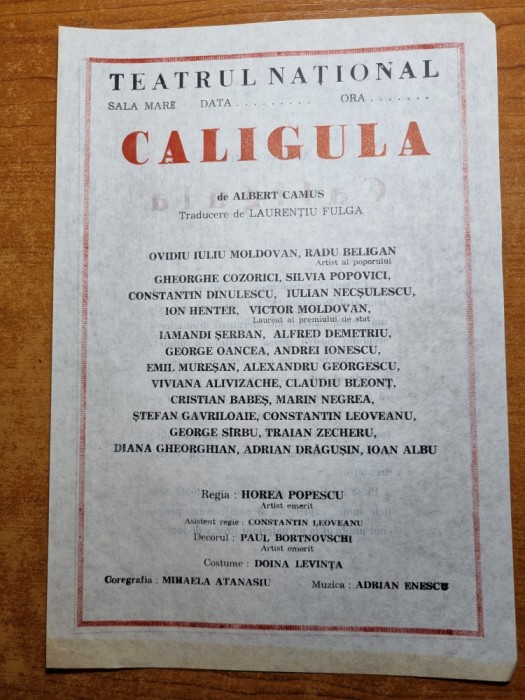 TEATRUL NAȚIONAL
SALA MARE DATA ......... ORA .......
CALIGULA
de ALBERT CAMUS
Traducere de LAURENȚIU FULGA
OVIDIU IULIU MOLDOVAN, RADU BELIGAN
Artist al poporului
GHEORGHE COZORICI, SILVIA POPOVICI,
CONSTANTIN DINULESCU, IULIAN NECȘULESCU,
ION HENTER, VICTOR MOLDOVAN,
Laureat al premiului de stat
IAMANDI ȘERBAN, ALFRED DEMETRIU,
GEORGE OANCEA, ANDREI IONESCU,
EMIL MUREȘAN, ALEXANDRU GEORGESCU,
VIVIANA ALIVIZACHE, CLAUDIU BLEONȚ,
CRISTIAN BABEȘ, MARIN NEGREA,
ȘTEFAN GAVRILOAIE, CONSTANTIN LEOVEANU,
GEORGE SÎRBU, TRAIAN ZECHERU,
DIANA GHEORGHIAN, ADRIAN DRĂGUȘIN, IOAN ALBU
Regia : HOREA POPESCU
Artist emerit
Asistent regie : CONSTANTIN LEOVEANU
Decorul : PAUL BORTNOVSCHI
Artist emerit
Costume : DOINA LEVINȚA
Coregrafia : MIHAELA ATANASIU Muzica : ADRIAN ENESCU